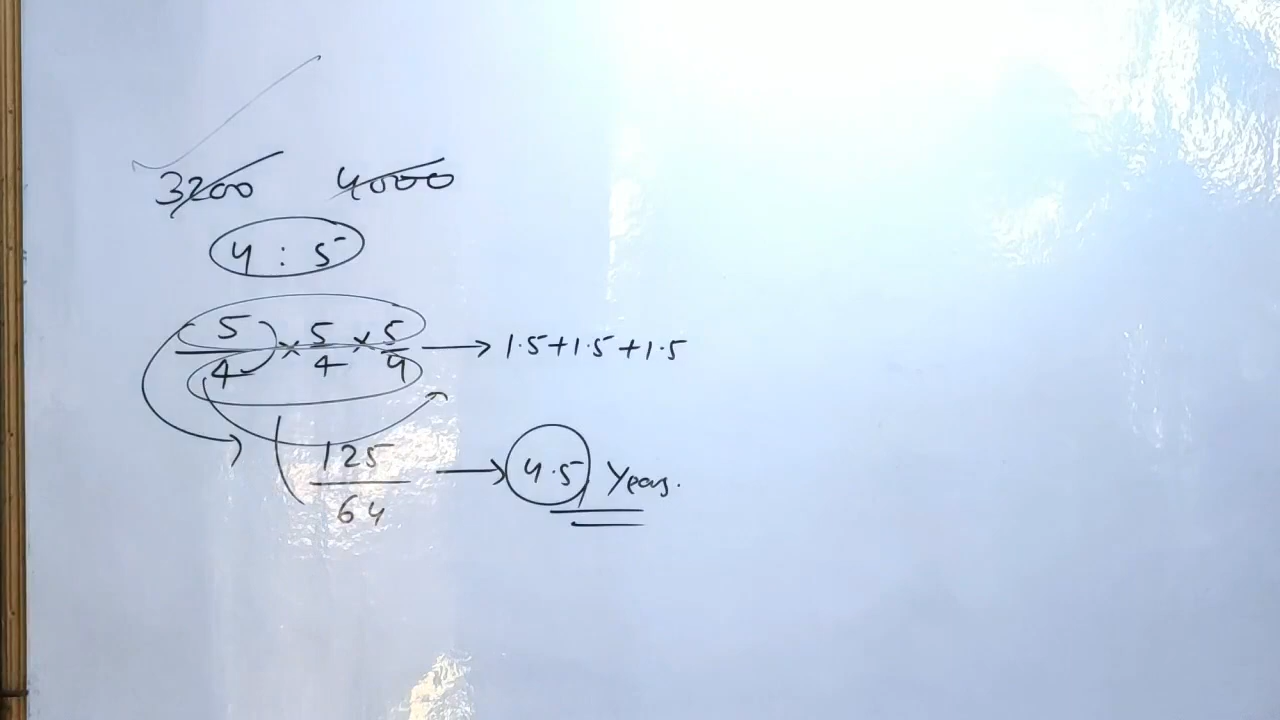 3200 4000
4 : 5
5/4 × 5/4 × 5/4 → 1.5+1.5+1.5
125/64 → 4.5 Years.